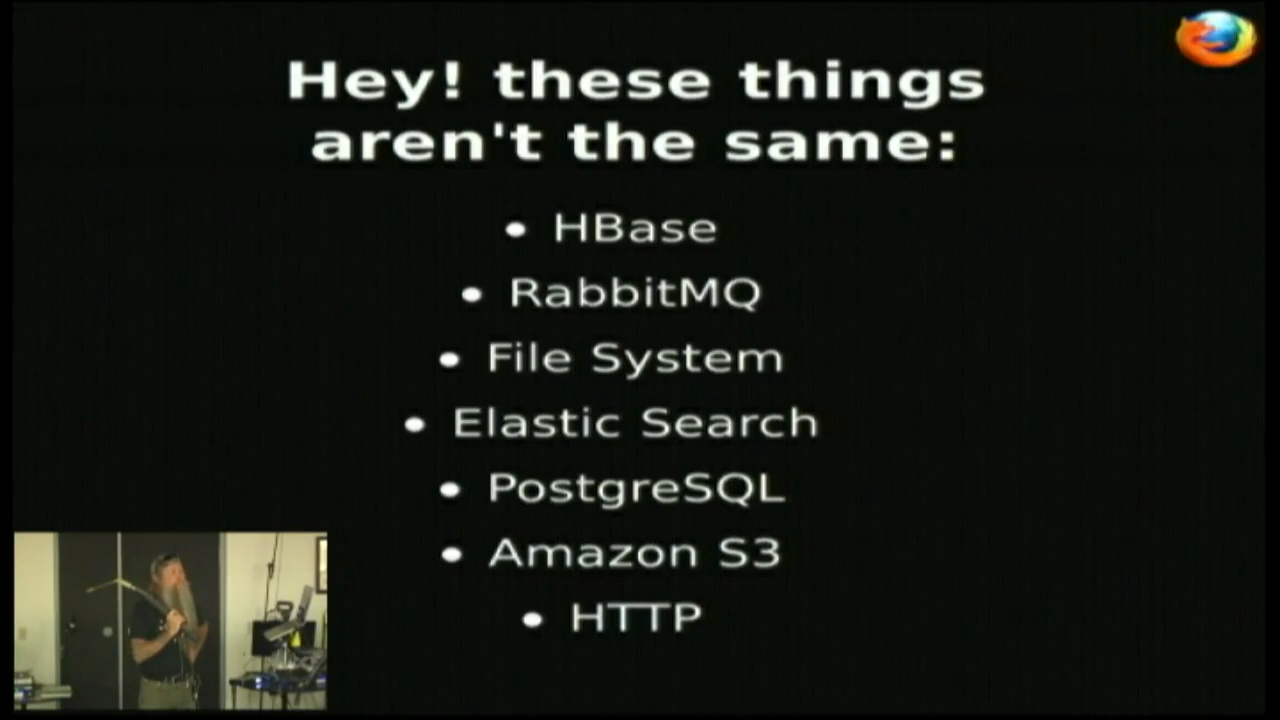 Hey! these things
aren't the same:
• HBase
• RabbitMQ
• File System
• Elastic Search
• PostgreSQL
• Amazon S3
• HTTP